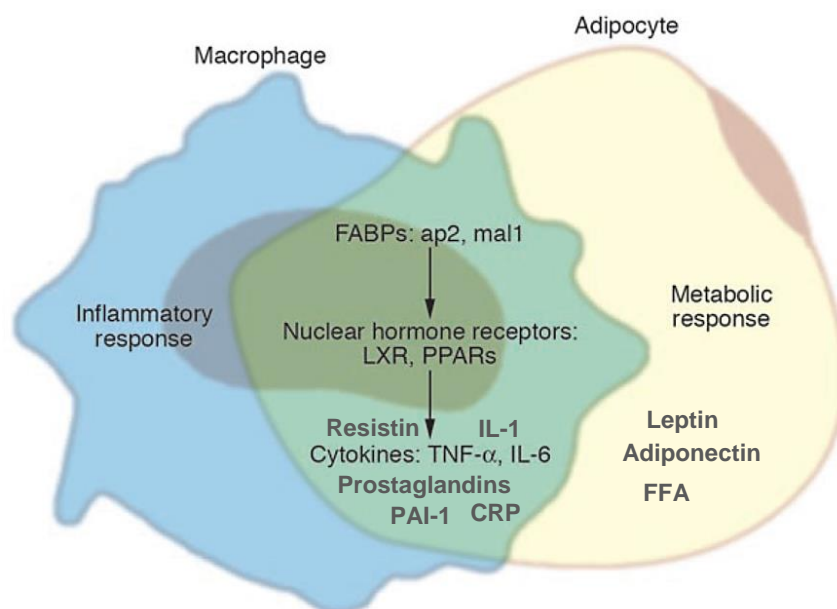 Adipocyte
Macrophage
FABPs: ap2, mal1
Inflammatory
response
Nuclear hormone receptors:
LXR, PPARs
Metabolic
response
Resistin IL-1
Cytokines: TNF-α, IL-6
Prostaglandins
PAI-1 CRP
Leptin
Adiponectin
FFA